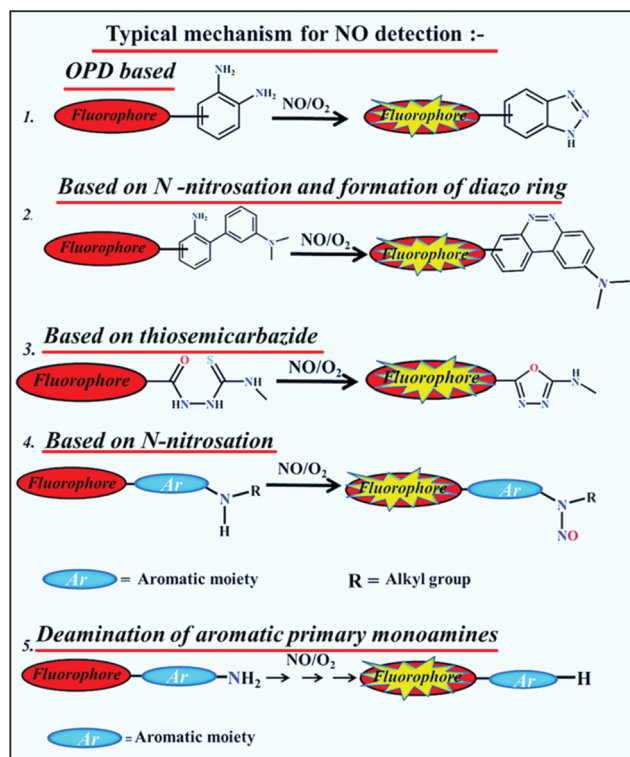 Typical mechanism for NO detection :-
OPD based
1. Fluorophore NH2 NH2 NO/O2 Fluorophore N N N H
Based on N -nitrosation and formation of diazo ring
2. Fluorophore NH2 N NO/O2 Fluorophore N N N
Based on thiosemicarbazide
3. Fluorophore O S NH NH NH NO/O2 Fluorophore O N N H N
4. Based on N-nitrosation
Fluorophore Ar N R H NO/O2 Fluorophore Ar N R NO
Ar = Aromatic moiety R = Alkyl group
5. Deamination of aromatic primary monoamines
Fluorophore Ar NH2 NO/O2 Fluorophore Ar H
Ar = Aromatic moiety